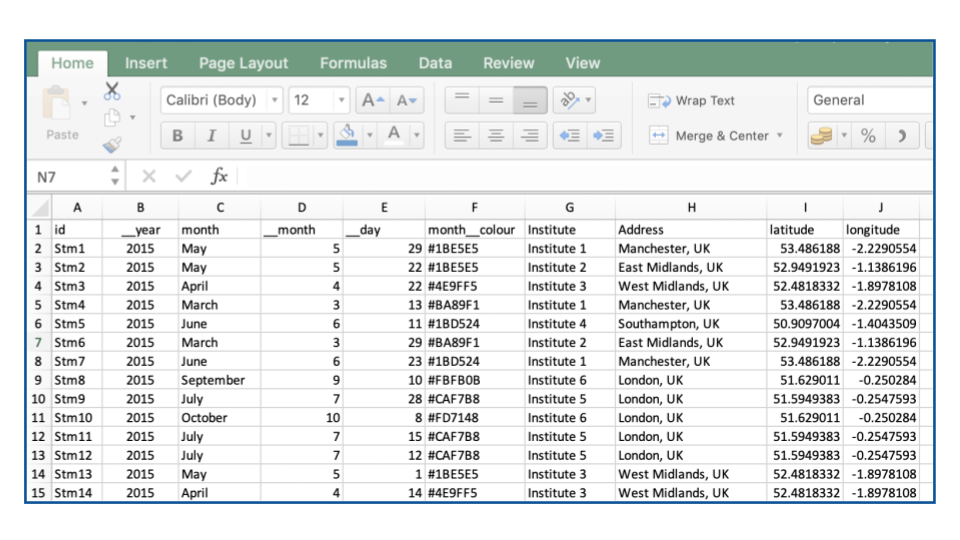 Home Insert Page Layout Formulas Data Review View
Calibri (Body) 12 A A Wrap Text General
Paste B I U A Merge & Center % )
N7 fx
A B C D E F G H I J
1 id __year month __month __day month__colour Institute Address latitude longitude
2 Stm1 2015 May 5 29 #1BE5E5 Institute 1 Manchester, UK 53.486188 -2.2290554
3 Stm2 2015 May 5 22 #1BE5E5 Institute 2 East Midlands, UK 52.9491923 -1.1386196
4 Stm3 2015 April 4 22 #4E9FF5 Institute 3 West Midlands, UK 52.4818332 -1.8978108
5 Stm4 2015 March 3 13 #BA89F1 Institute 1 Manchester, UK 53.486188 -2.2290554
6 Stm5 2015 June 6 11 #1BD524 Institute 4 Southampton, UK 50.9097004 -1.4043509
7 Stm6 2015 March 3 29 #BA89F1 Institute 2 East Midlands, UK 52.9491923 -1.1386196
8 Stm7 2015 June 6 23 #1BD524 Institute 1 Manchester, UK 53.486188 -2.2290554
9 Stm8 2015 September 9 10 #FBFB0B Institute 6 London, UK 51.629011 -0.250284
10 Stm9 2015 July 7 28 #CAF7B8 Institute 5 London, UK 51.5949383 -0.2547593
11 Stm10 2015 October 10 8 #FD7148 Institute 6 London, UK 51.629011 -0.250284
12 Stm11 2015 July 7 15 #CAF7B8 Institute 5 London, UK 51.5949383 -0.2547593
13 Stm12 2015 July 7 12 #CAF7B8 Institute 5 London, UK 51.5949383 -0.2547593
14 Stm13 2015 May 5 1 #1BE5E5 Institute 3 West Midlands, UK 52.4818332 -1.8978108
15 Stm14 2015 April 4 14 #4E9FF5 Institute 3 West Midlands, UK 52.4818332 -1.8978108